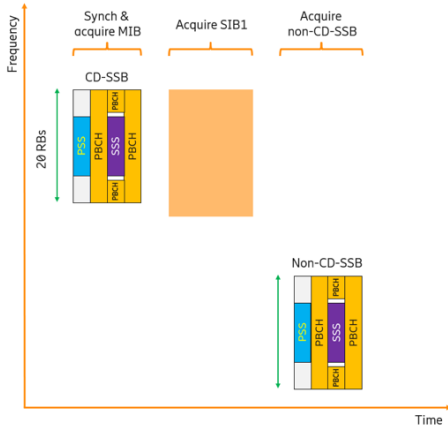 Frequency
Synch &
acquire MIB
Acquire SIB1
Acquire
non-CD-SSB
CD-SSB
20 RBs
PSS
PBCH
PBCH
SSS
PBCH
PBCH
Non-CD-SSB
PSS
PBCH
PBCH
SSS
PBCH
PBCH
Time